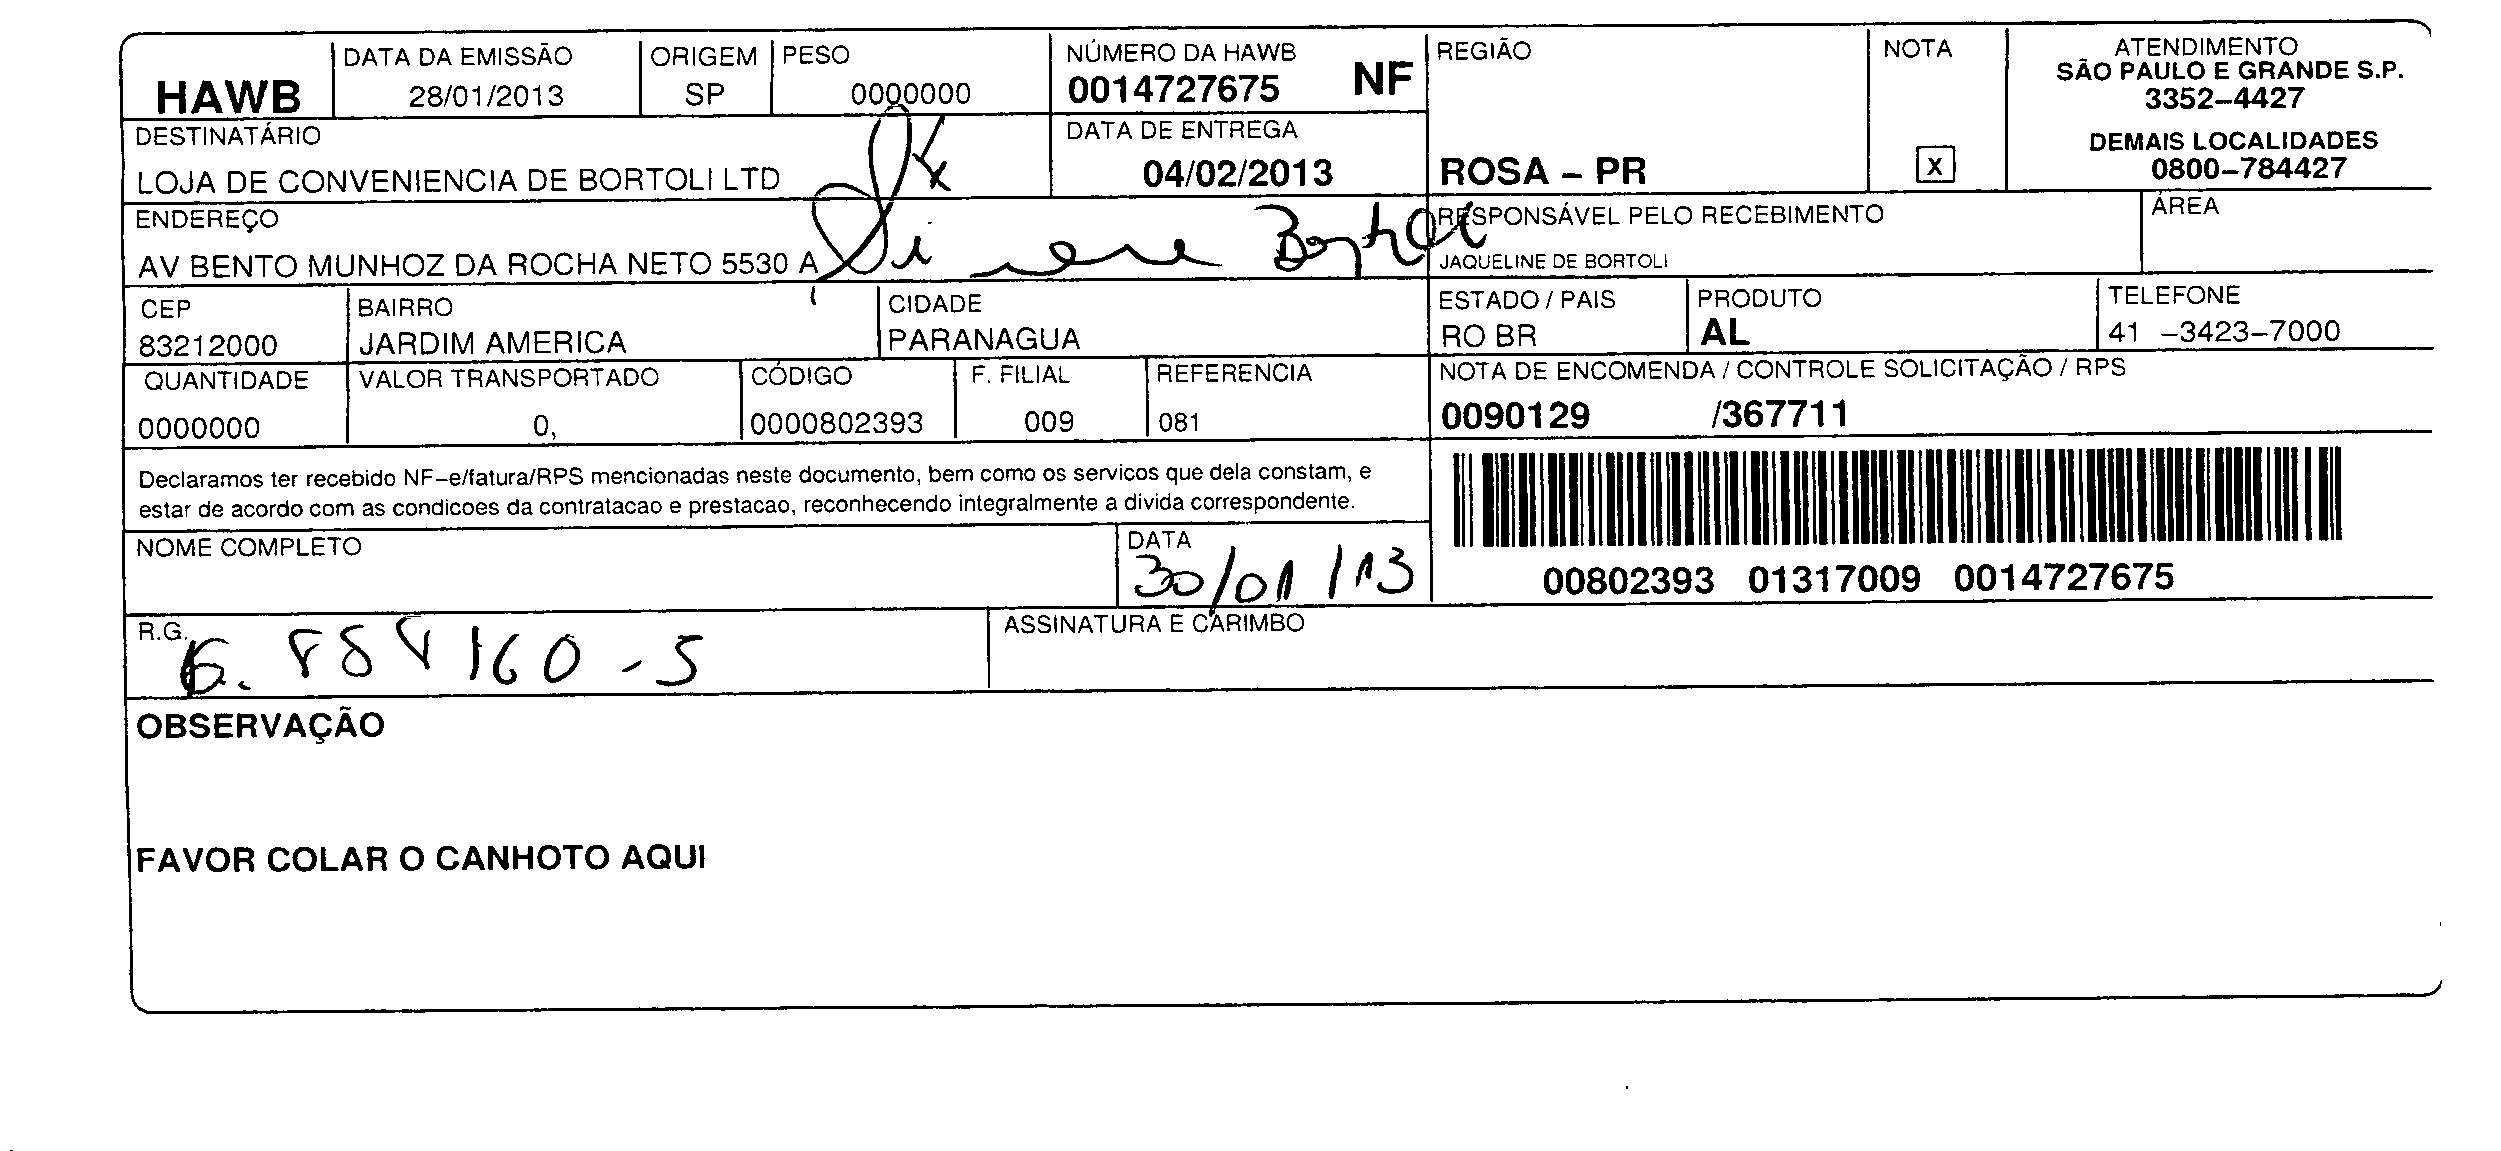 HAWB
DATA DA EMISSÃO
28/01/2013
ORIGEM
SP
PESO
0000000
NÚMERO DA HAWB
0014727675 NF
REGIÃO
ROSA – PR
NOTA
X
ATENDIMENTO
SÃO PAULO E GRANDE S.P.
3352–4427
DEMAIS LOCALIDADES
0800–784427
DESTINATÁRIO
LOJA DE CONVENIENCIA DE BORTOLI LTD
DATA DE ENTREGA
04/02/2013
ENDEREÇO
AV BENTO MUNHOZ DA ROCHA NETO 5530 A
RESPONSÁVEL PELO RECEBIMENTO
JAQUELINE DE BORTOLI
ÁREA
CEP
83212000
BAIRRO
JARDIM AMERICA
CIDADE
PARANAGUA
ESTADO / PAIS
RO BR
PRODUTO
AL
TELEFONE
41 –3423–7000
QUANTIDADE
0000000
VALOR TRANSPORTADO
0,
CÓDIGO
0000802393
F. FILIAL
009
REFERENCIA
081
NOTA DE ENCOMENDA / CONTROLE SOLICITAÇÃO / RPS
0090129 /367711
Declaramos ter recebido NF–e/fatura/RPS mencionadas neste documento, bem como os servicos que dela constam, e
estar de acordo com as condicoes da contratacao e prestacao, reconhecendo integralmente a divida correspondente.
00802393 01317009 0014727675
NOME COMPLETO
DATA
30/01/13
R.G.
ASSINATURA E CARIMBO
OBSERVAÇÃO
FAVOR COLAR O CANHOTO AQUI